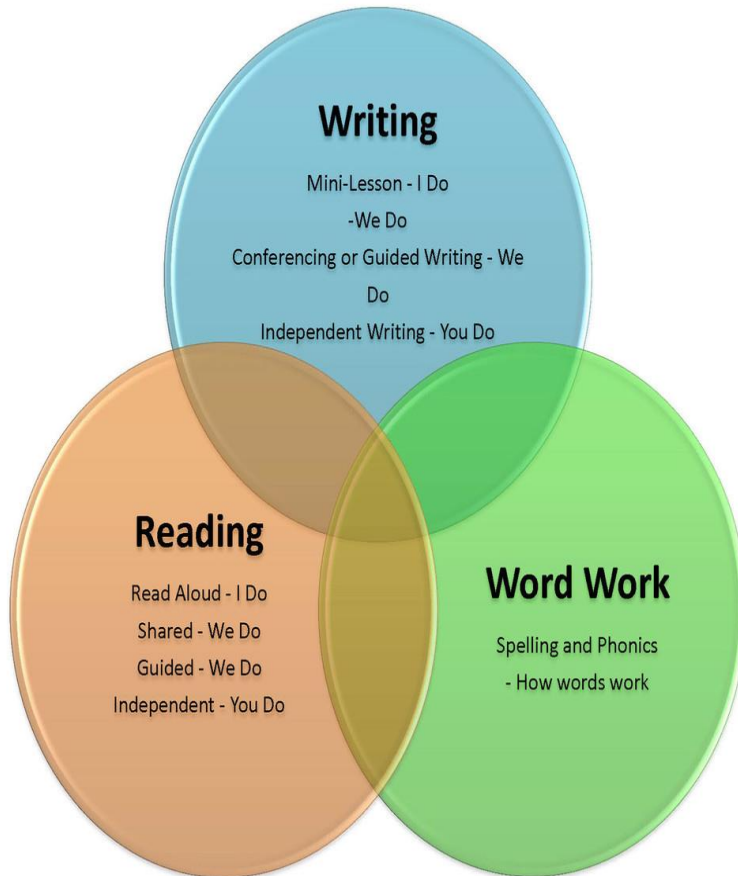 Writing
Mini-Lesson - I Do
-We Do
Conferencing or Guided Writing - We
Do
Independent Writing - You Do
Reading
Read Aloud - I Do
Shared - We Do
Guided - We Do
Independent - You Do
Word Work
Spelling and Phonics
- How words work